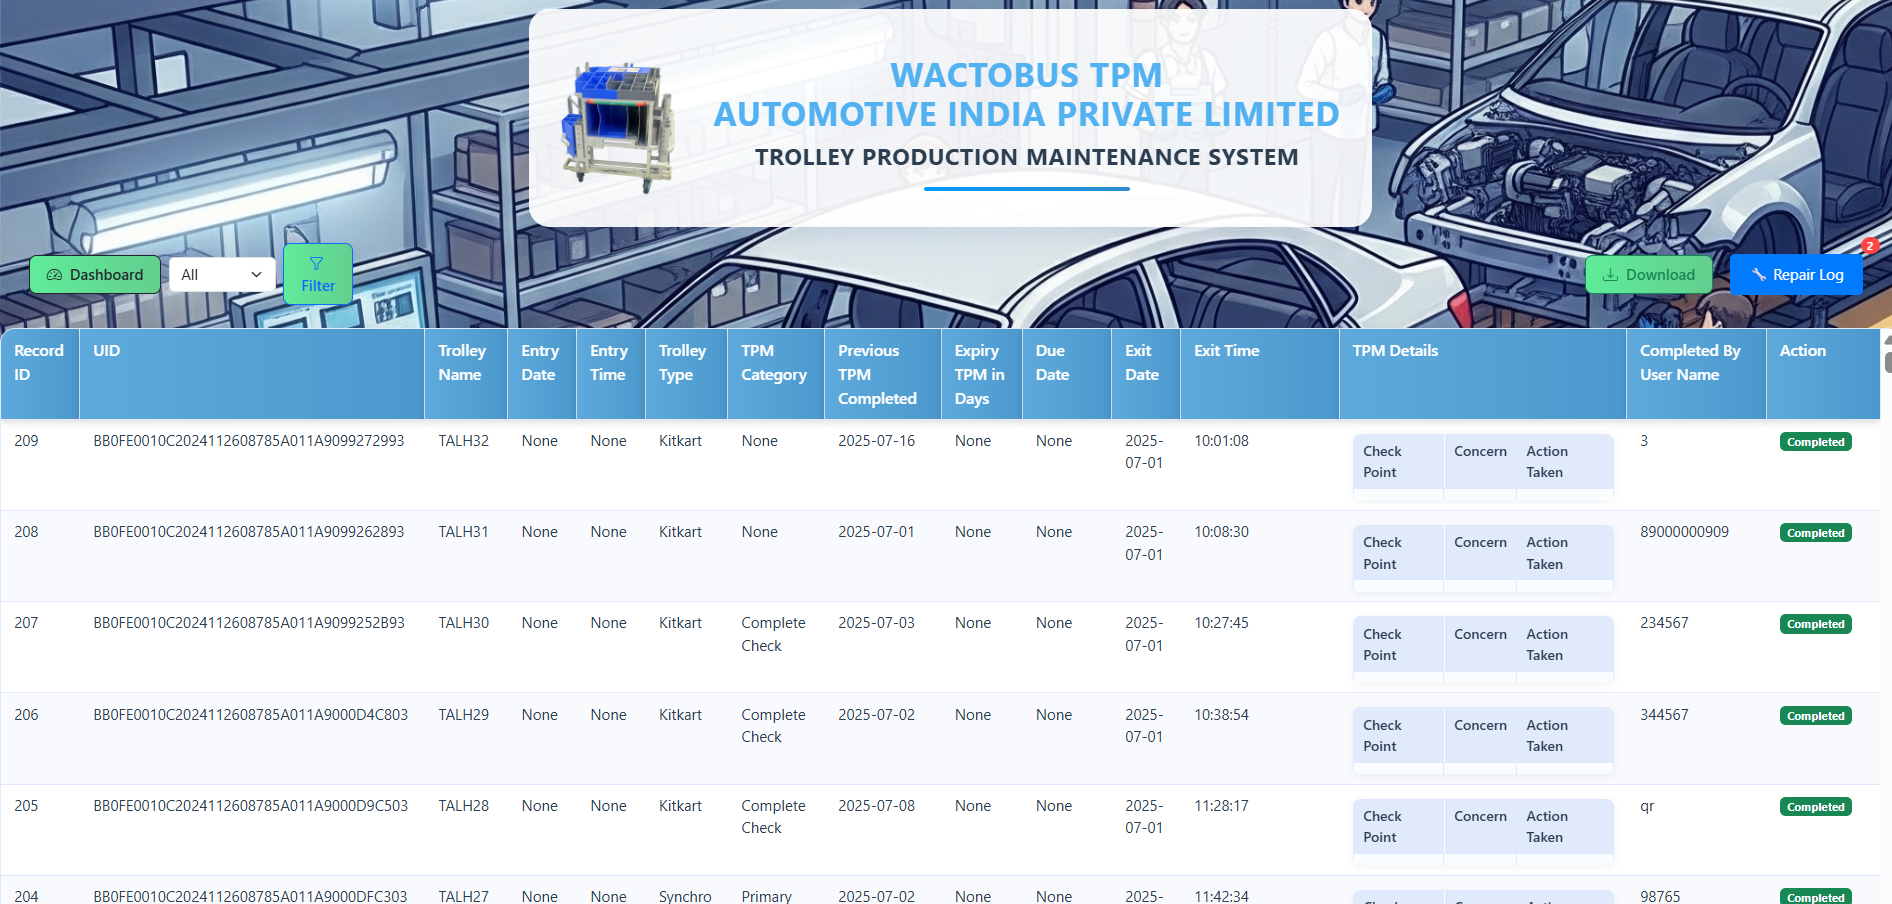 WACTOBUS TPM
AUTOMOTIVE INDIA PRIVATE LIMITED
TROLLEY PRODUCTION MAINTENANCE SYSTEM
Dashboard
All
Filter
Download
Repair Log
2
Record ID
UID
Trolley Name
Entry Date
Entry Time
Trolley Type
TPM Category
Previous TPM Completed
Expiry TPM in Days
Due Date
Exit Date
Exit Time
TPM Details
Completed By User Name
Action
209 BB0FE0010C2024112608785A011A9099272993 TALH32 None None Kitkart None 2025-07-16 None None 2025-07-01 10:01:08 Check Point Concern Action Taken 3 Completed
208 BB0FE0010C2024112608785A011A9099262893 TALH31 None None Kitkart None 2025-07-01 None None 2025-07-01 10:08:30 Check Point Concern Action Taken 89000000909 Completed
207 BB0FE0010C2024112608785A011A9099252B93 TALH30 None None Kitkart Complete Check 2025-07-03 None None 2025-07-01 10:27:45 Check Point Concern Action Taken 234567 Completed
206 BB0FE0010C2024112608785A011A9000D4C803 TALH29 None None Kitkart Complete Check 2025-07-02 None None 2025-07-01 10:38:54 Check Point Concern Action Taken 344567 Completed
205 BB0FE0010C2024112608785A011A9000D9C503 TALH28 None None Kitkart Complete Check 2025-07-08 None None 2025-07-01 11:28:17 Check Point Concern Action Taken qr Completed
204 BB0FE0010C2024112608785A011A9000DFC303 TALH27 None None Synchro Primary 2025-07-02 None None 2025- 11:42:34 98765 Completed